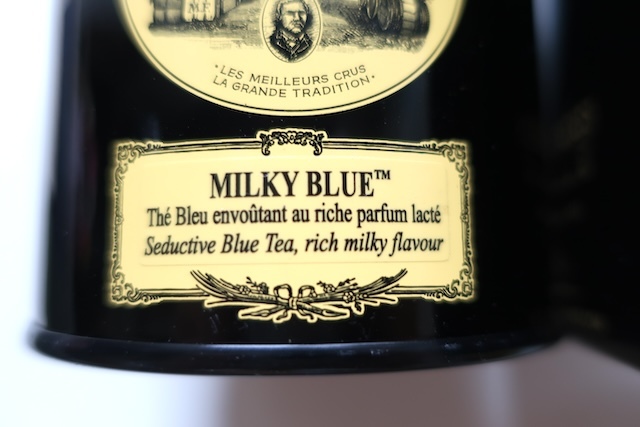 •LES MEILLEURS CRUS
LA GRANDE TRADITION•
MILKY BLUE™
Thé Bleu envoûtant au riche parfum lacté
Seductive Blue Tea, rich milky flavour